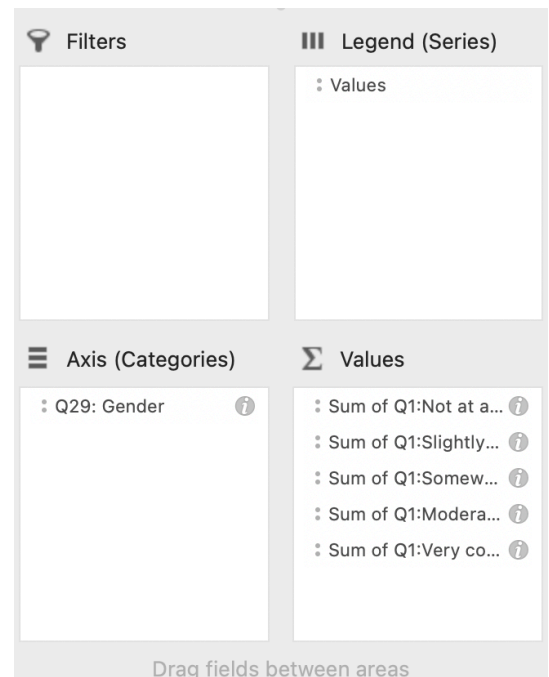 Filters
Legend (Series)
Values
Axis (Categories)
Values
Q29: Gender
Sum of Q1:Not at a...
Sum of Q1:Slightly...
Sum of Q1:Somew...
Sum of Q1:Modera...
Sum of Q1:Very co...
Drag fields between areas